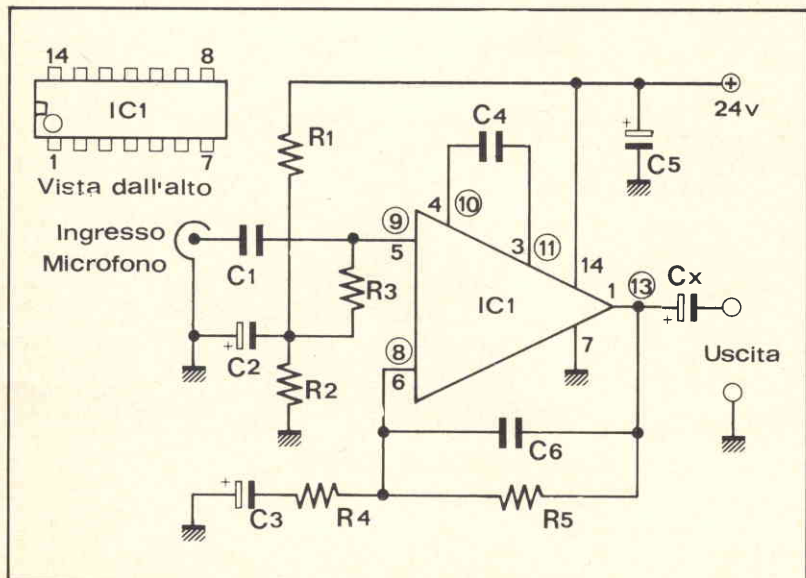 14 8
IC1
1 7
Vista dall'alto
Ingresso
Microfono
C1
C2
+
R1
R2
R3
9
5
8
6
4
10
C4
3
11
IC1
14
7
1
13
24v
+
+
C5
Cx
+
Uscita
C6
R5
R4
C3
+